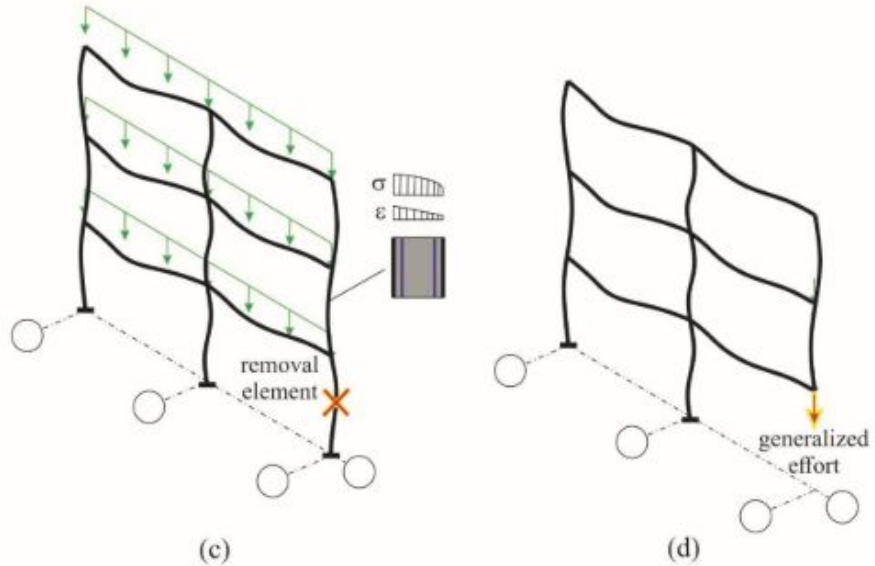 σ
ε
removal
element
generalized
effort
(c)
(d)